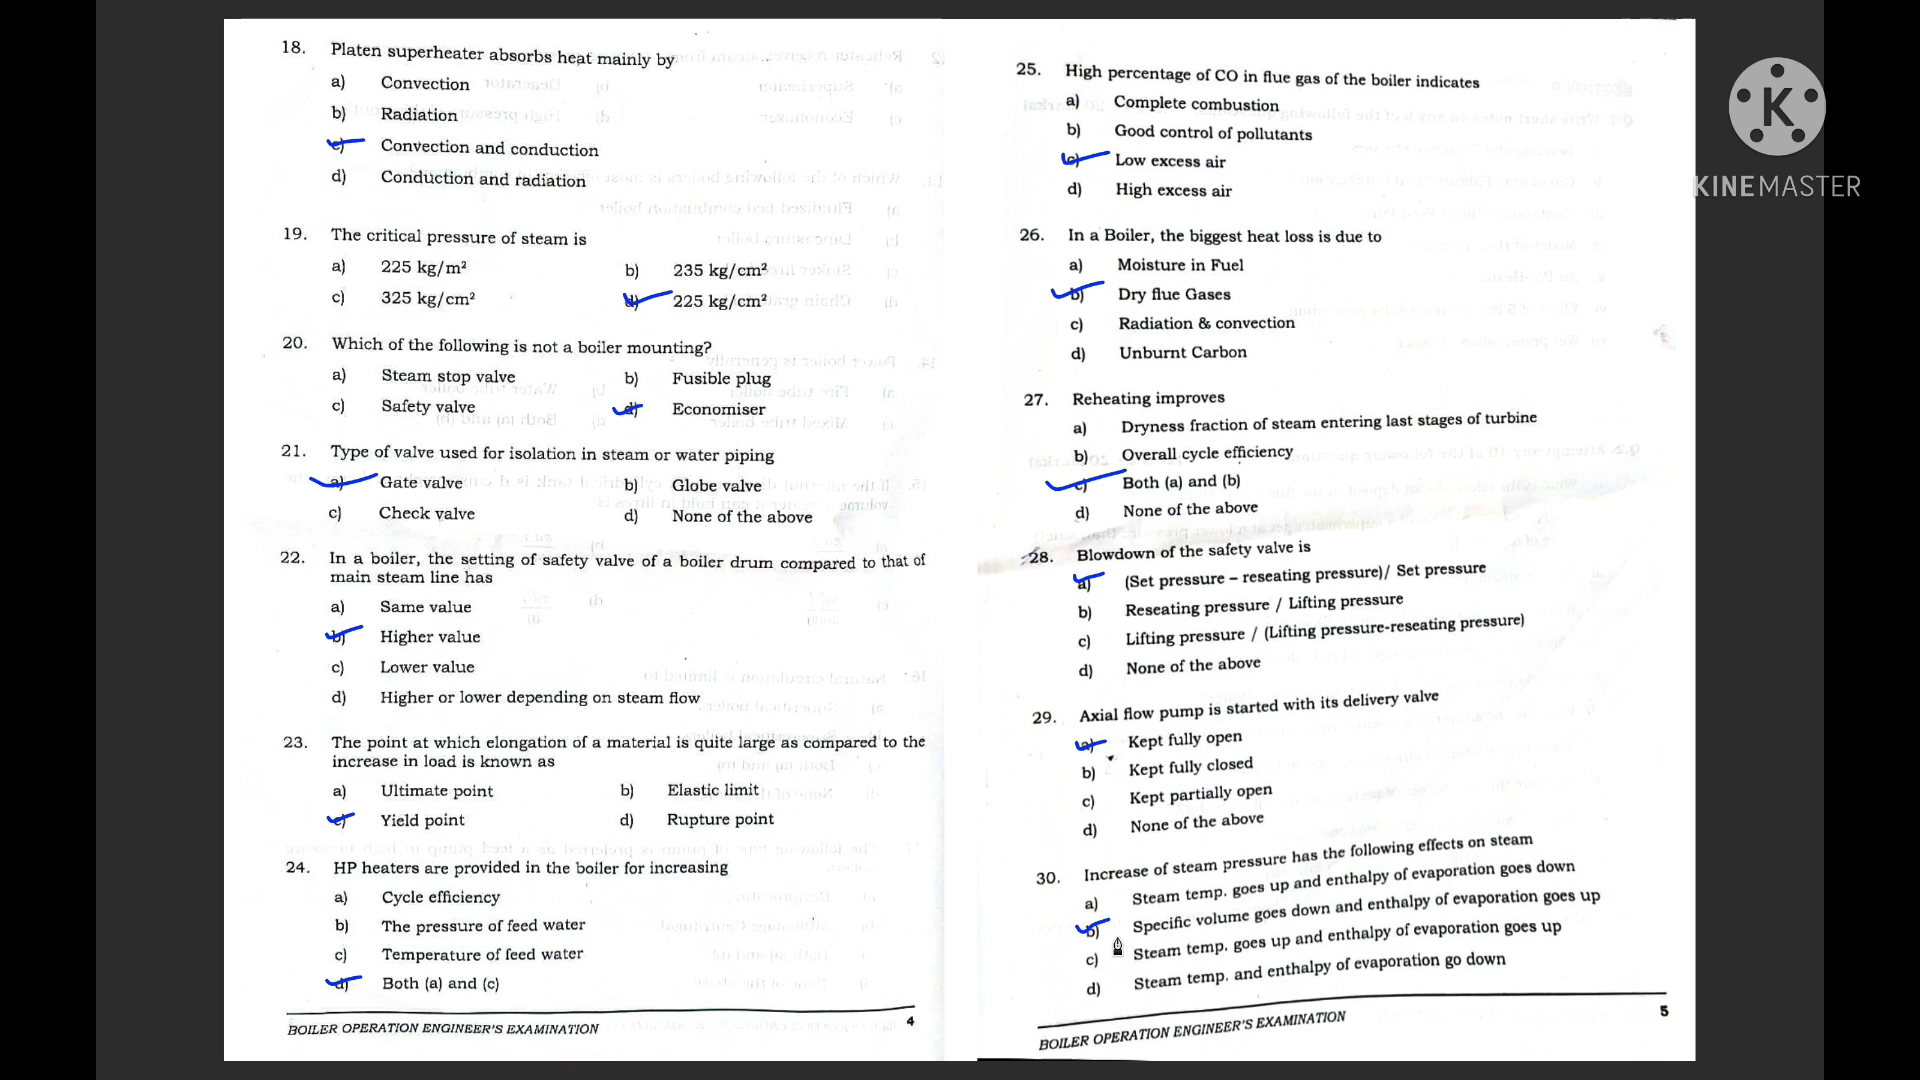 18. Platen superheater absorbs heat mainly by
a) Convection
b) Radiation
c) Convection and conduction
d) Conduction and radiation
19. The critical pressure of steam is
a) 225 kg/m² b) 235 kg/cm²
c) 325 kg/cm² d) 225 kg/cm²
20. Which of the following is not a boiler mounting?
a) Steam stop valve b) Fusible plug
c) Safety valve d) Economiser
21. Type of valve used for isolation in steam or water piping
a) Gate valve b) Globe valve
c) Check valve d) None of the above
22. In a boiler, the setting of safety valve of a boiler drum compared to that of
main steam line has
a) Same value
b) Higher value
c) Lower value
d) Higher or lower depending on steam flow
23. The point at which elongation of a material is quite large as compared to the
increase in load is known as
a) Ultimate point b) Elastic limit
c) Yield point d) Rupture point
24. HP heaters are provided in the boiler for increasing
a) Cycle efficiency
b) The pressure of feed water
c) Temperature of feed water
d) Both (a) and (c)
BOILER OPERATION ENGINEER'S EXAMINATION 4
25. High percentage of CO in flue gas of the boiler indicates
a) Complete combustion
b) Good control of pollutants
c) Low excess air
d) High excess air
26. In a Boiler, the biggest heat loss is due to
a) Moisture in Fuel
b) Dry flue Gases
c) Radiation & convection
d) Unburnt Carbon
27. Reheating improves
a) Dryness fraction of steam entering last stages of turbine
b) Overall cycle efficiency
c) Both (a) and (b)
d) None of the above
28. Blowdown of the safety valve is
a) (Set pressure – reseating pressure)/ Set pressure
b) Reseating pressure / Lifting pressure
c) Lifting pressure / (Lifting pressure-reseating pressure)
d) None of the above
29. Axial flow pump is started with its delivery valve
a) Kept fully open
b) Kept fully closed
c) Kept partially open
d) None of the above
30. Increase of steam pressure has the following effects on steam
a) Steam temp. goes up and enthalpy of evaporation goes down
b) Specific volume goes down and enthalpy of evaporation goes up
c) Steam temp. goes up and enthalpy of evaporation goes up
d) Steam temp. and enthalpy of evaporation go down
BOILER OPERATION ENGINEER'S EXAMINATION 5
K
KINEMASTER